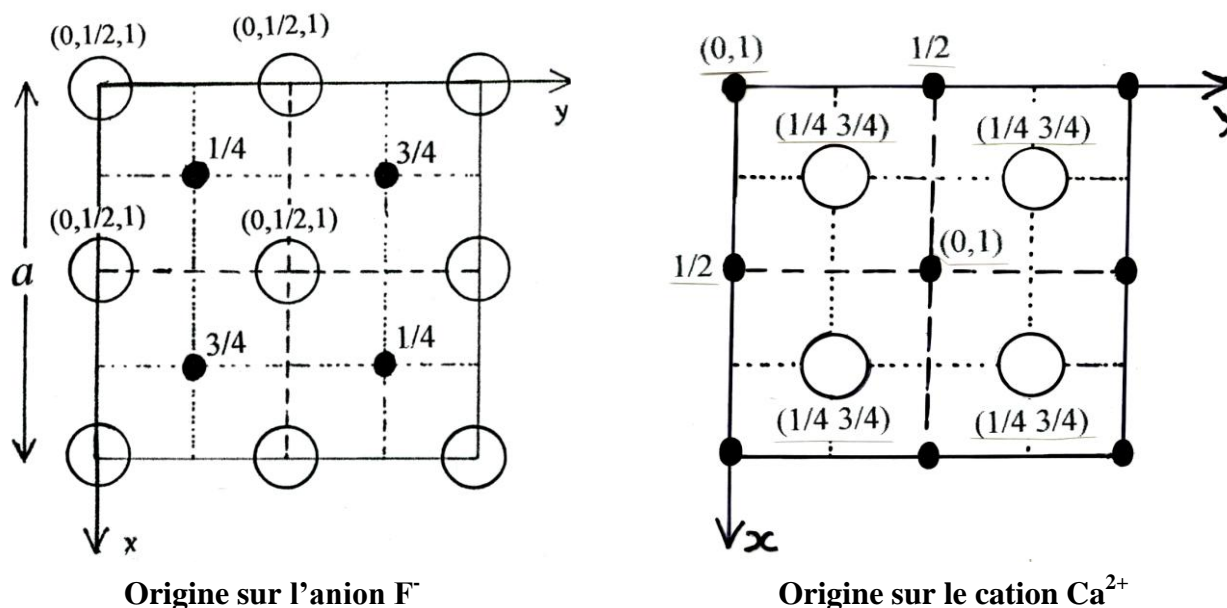 (0,1/2,1) (0,1/2,1)
y
1/4 3/4
(0,1/2,1) (0,1/2,1)
a
3/4 1/4
x
Origine sur l’anion F-
(0,1) 1/2
y
(1/4 3/4) (1/4 3/4)
1/2 (0,1)
(1/4 3/4) (1/4 3/4)
x
Origine sur le cation Ca2+